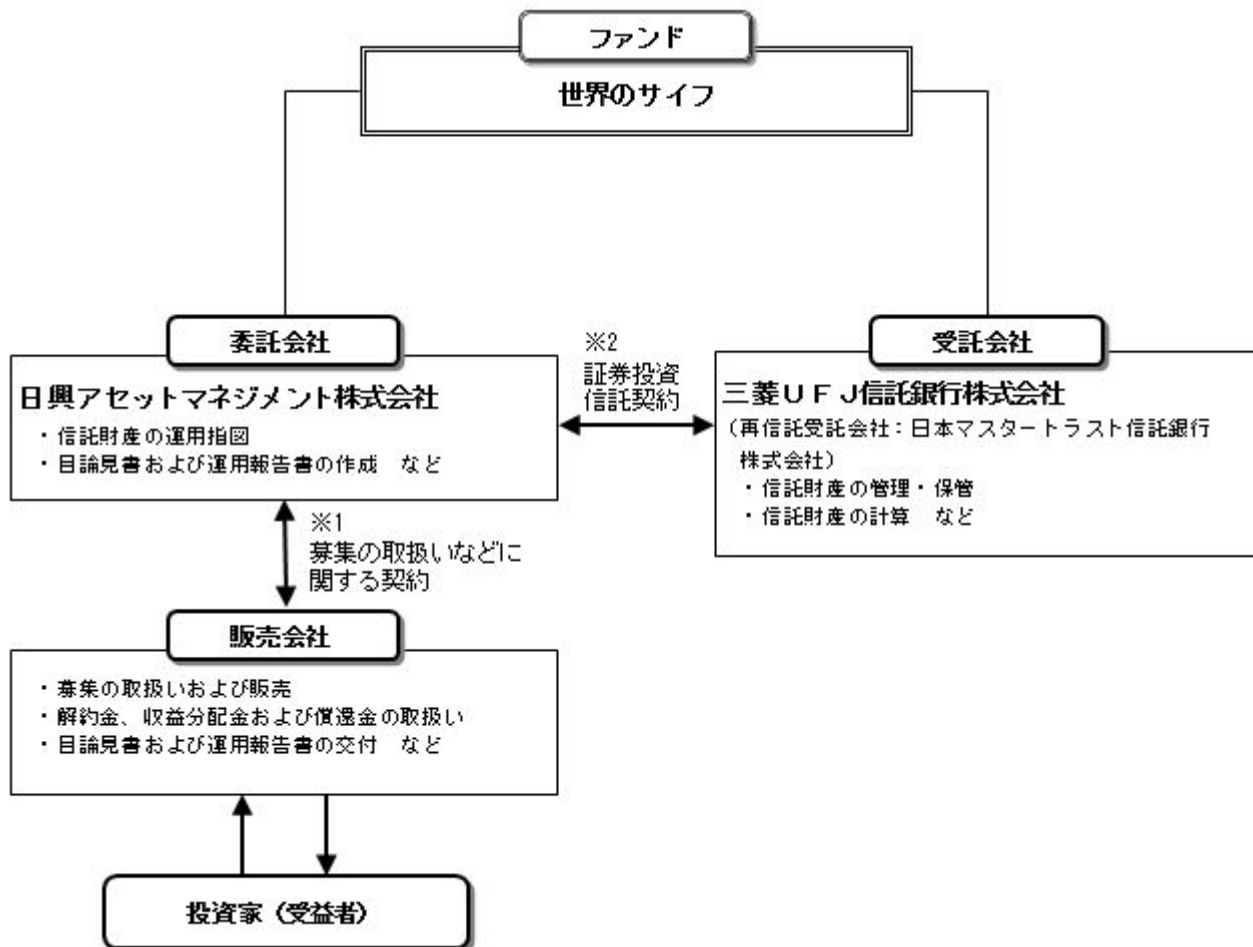 ファンド
世界のサイフ
委託会社
日興アセットマネジメント株式会社
・信託財産の運用指図
・目論見書および運用報告書の作成　など
※2
証券投資
信託契約
受託会社
三菱ＵＦＪ信託銀行株式会社
（再信託受託会社：日本マスタートラスト信託銀行
株式会社）
・信託財産の管理・保管
・信託財産の計算　など
※1
募集の取扱いなどに
関する契約
販売会社
・募集の取扱いおよび販売
・解約金、収益分配金および償還金の取扱い
・目論見書および運用報告書の交付　など
投資家（受益者）